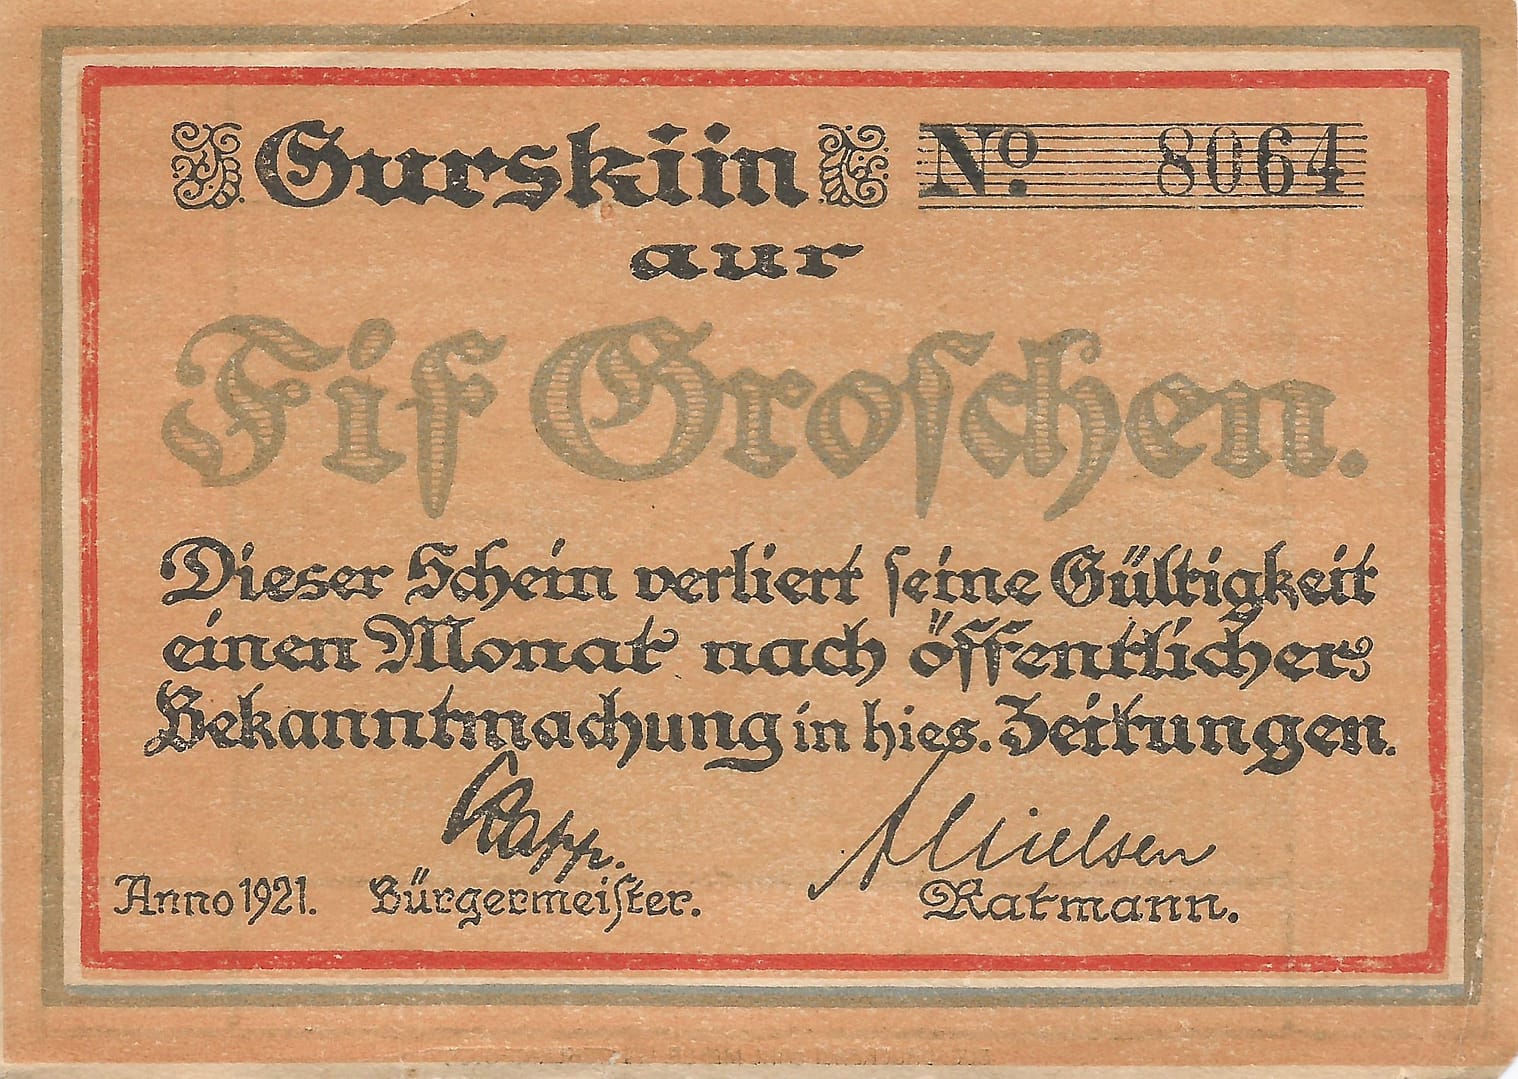 Gutskiin No. 8064
aur
Fif Groschen.
Dieser Schein verliert seine Gültigkeit
einen Monat nach öffentlicher
Bekanntmachung in hies. Zeitungen.
Nielsen
Anno 1921. Bürgermeister. Ratmann.